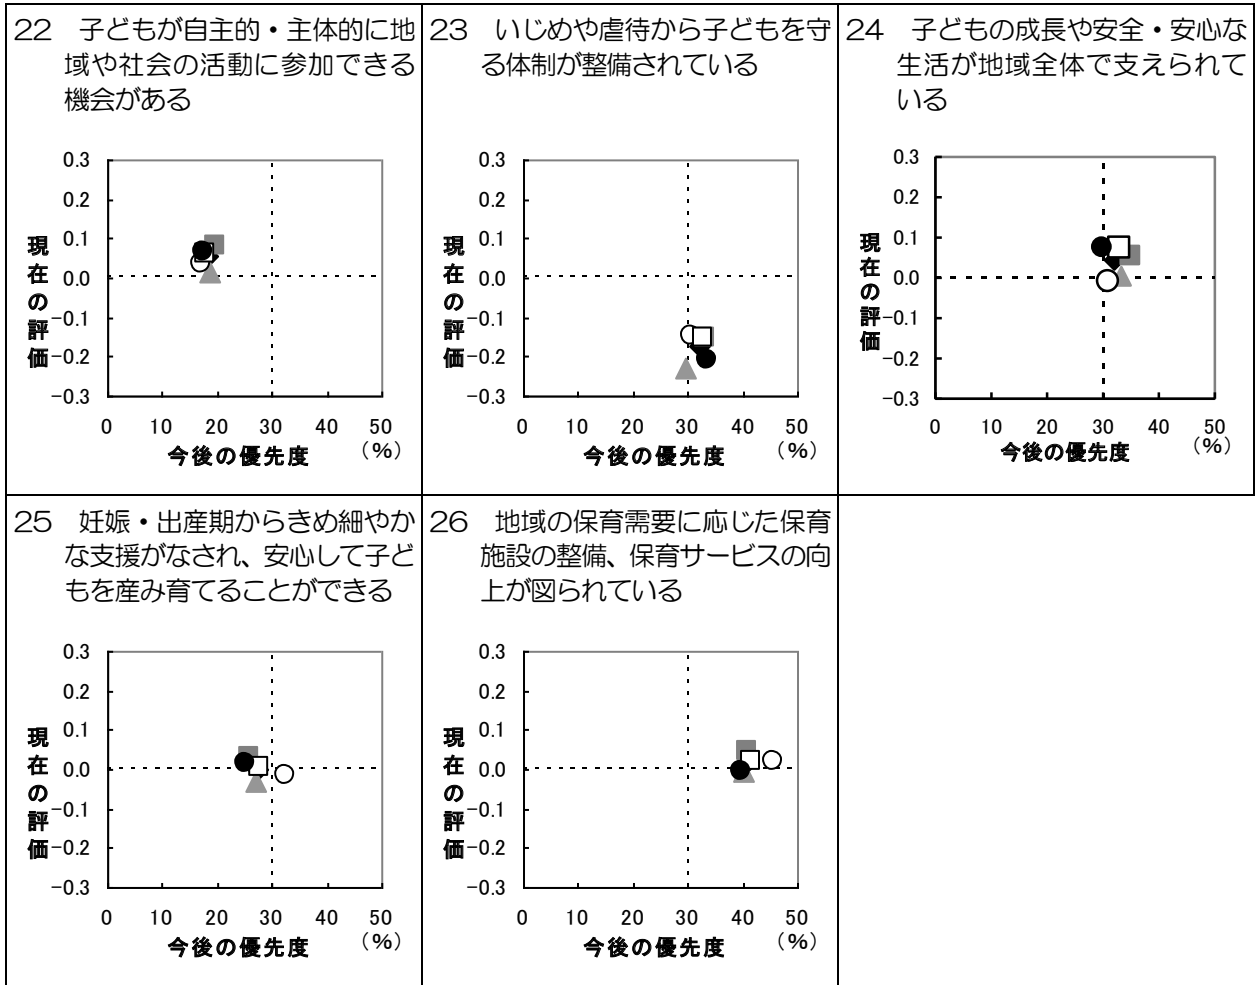 22　子どもが自主的・主体的に地
域や社会の活動に参加できる
機会がある
0.3
0.2
0.1
0.0
−0.1
−0.2
−0.3
現在の評価
0 10 20 30 40 50
今後の優先度 （%）
23　いじめや虐待から子どもを守
る体制が整備されている
0.3
0.2
0.1
0.0
−0.1
−0.2
−0.3
現在の評価
0 10 20 30 40 50
今後の優先度 （%）
24　子どもの成長や安全・安心な
生活が地域全体で支えられて
いる
0.3
0.2
0.1
0.0
−0.1
−0.2
−0.3
現在の評価
0 10 20 30 40 50
今後の優先度 （%）
25　妊娠・出産期からきめ細やか
な支援がなされ、安心して子ど
もを産み育てることができる
0.3
0.2
0.1
0.0
−0.1
−0.2
−0.3
現在の評価
0 10 20 30 40 50
今後の優先度 （%）
26　地域の保育需要に応じた保育
施設の整備、保育サービスの向
上が図られている
0.3
0.2
0.1
0.0
−0.1
−0.2
−0.3
現在の評価
0 10 20 30 40 50
今後の優先度 （%）